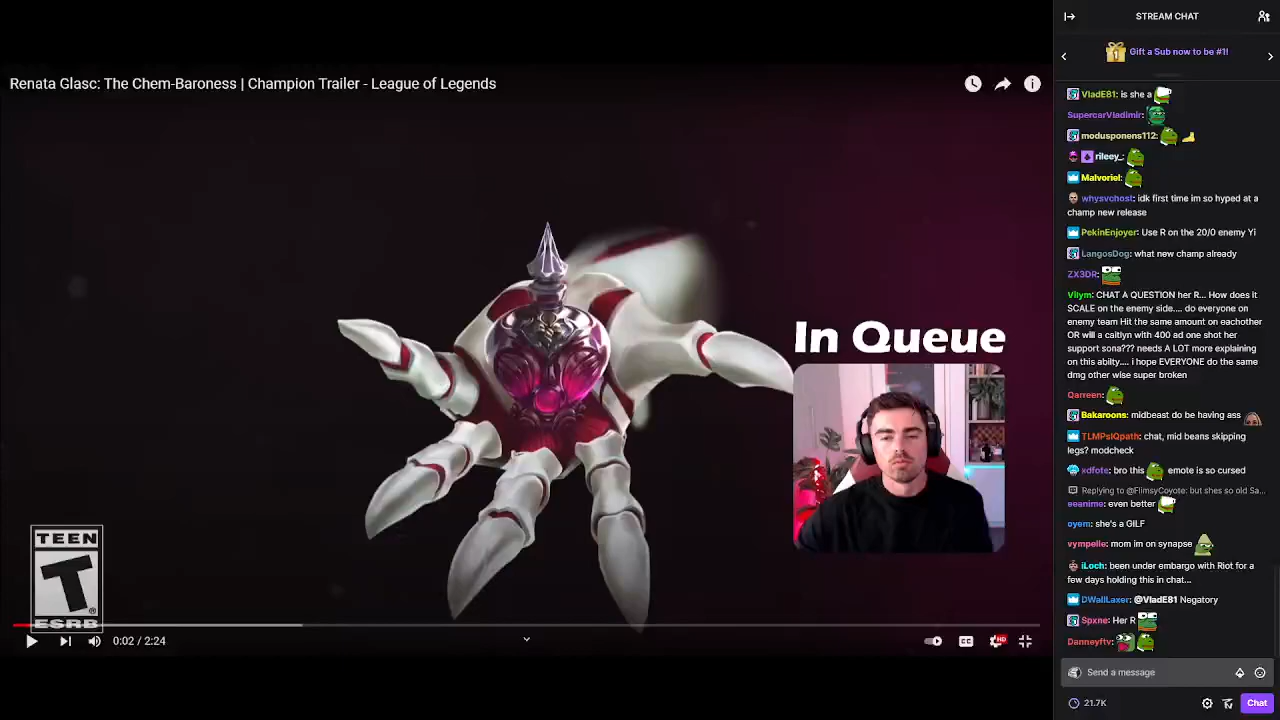 Renata Glasc: The Chem-Baroness | Champion Trailer - League of Legends
In Queue
TEEN
T
ESRB
0:02 / 2:24
CC
HD
STREAM CHAT
Gift a Sub now to be #1!
VladE81: is she a
SupercarVladimir:
modusponens112:
rileey_:
Malvoriel:
whysvchost: idk first time im so hyped at a
champ new release
PekinEnjoyer: Use R on the 20/0 enemy Yi
LangosDog: what new champ already
ZX3DR:
Vilym: CHAT A QUESTION her R... How does it
SCALE on the enemy side.... do everyone on
enemy team Hit the same amount on eachother
OR will a caitlyn with 400 ad one shot her
support sona??? needs A LOT more explaining
on this abilty.... i hope EVERYONE do the same
dmg other wise super broken
Qarreen:
Bakaroons: midbeast do be having ass
TLMPsIQpath: chat, mid beans skipping
legs? modcheck
xdfote: bro this emote is so cursed
Replying to @FlimsyCoyote: but shes so old Sa...
eeanime: even better
oyem: she's a GILF
vympelle: mom im on synapse
iLoch: been under embargo with Riot for a
few days holding this in chat...
DWallLaxer: @VladE81 Negatory
Spxne: Her R
Danneyftv:
Send a message
21.7K
Chat